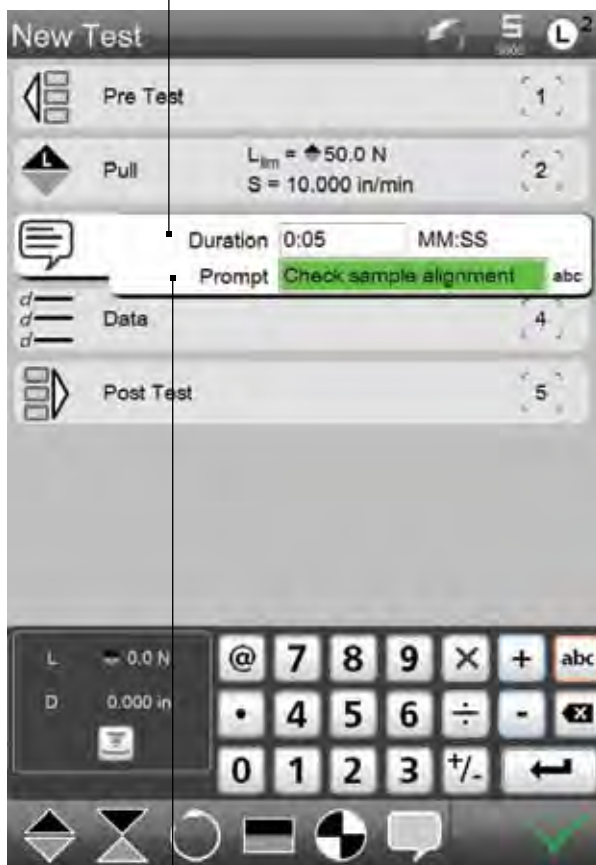 New Test
L 2
Pre Test 1
L Pull Llim = 50.0 N 2
S = 10.000 in/min
Duration 0:05 MM:SS
Prompt Check sample alignment abc
d
d Data 4
d
Post Test 5
L 0.0 N @ 7 8 9 × + abc
D 0.000 in • 4 5 6 ÷ -
0 1 2 3 +/-